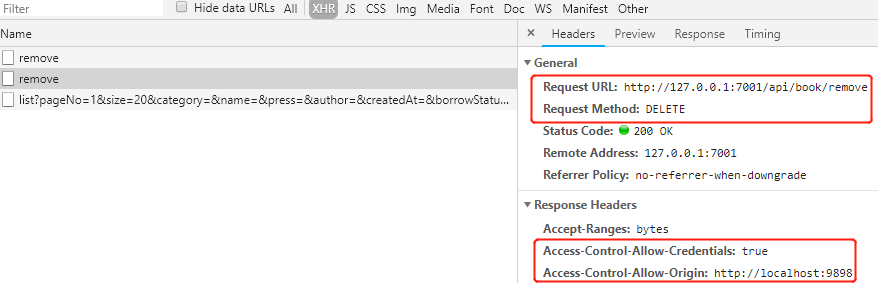 Filter Hide data URLs All XHR JS CSS Img Media Font Doc WS Manifest Other
Name
remove
remove
list?pageNo=1&size=20&category=&name=&press=&author=&createdAt=&borrowStatu...
× Headers Preview Response Timing
▼ General
Request URL: http://127.0.0.1:7001/api/book/remove
Request Method: DELETE
Status Code: 200 OK
Remote Address: 127.0.0.1:7001
Referrer Policy: no-referrer-when-downgrade
▼ Response Headers
Accept-Ranges: bytes
Access-Control-Allow-Credentials: true
Access-Control-Allow-Origin: http://localhost:9898